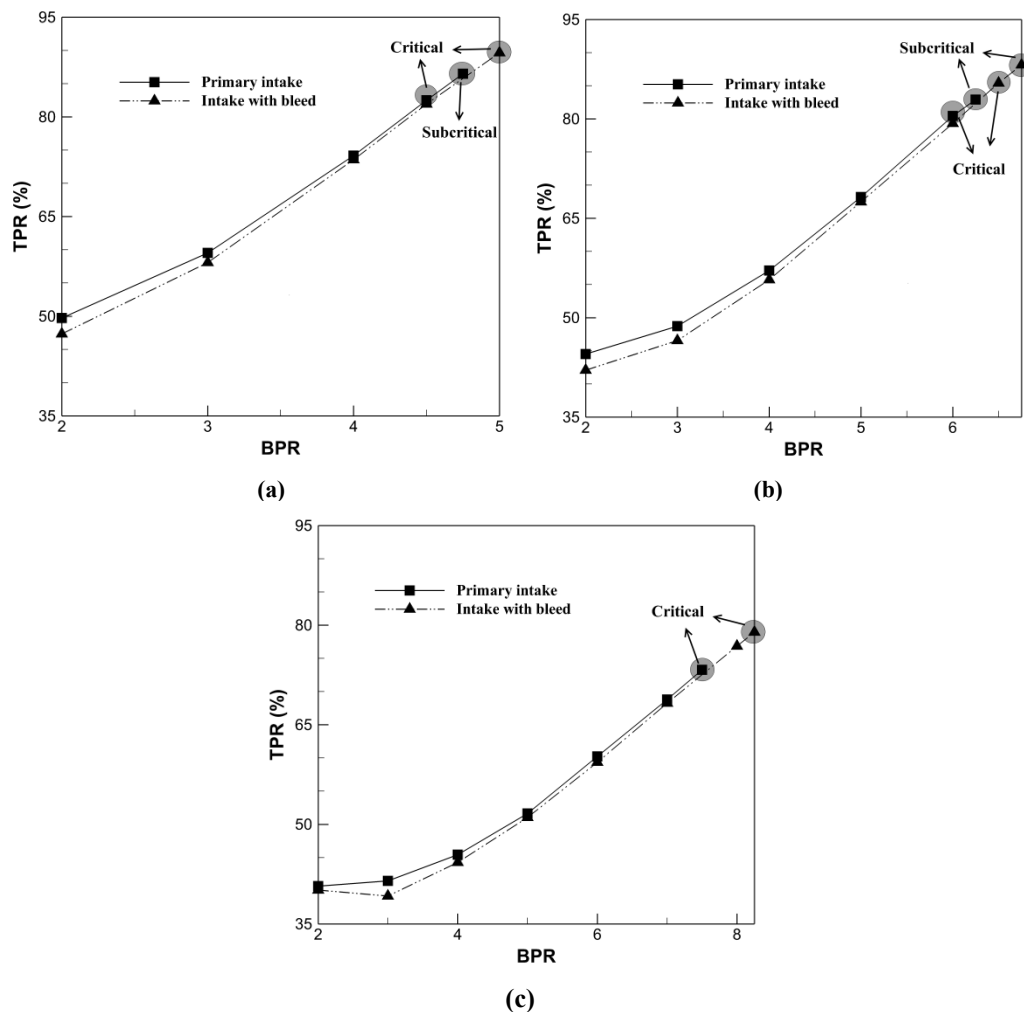 95
80
65
50
35
TPR (%)
Critical
Primary intake
Intake with bleed
Subcritical
2
3
4
5
BPR
(a)
95
80
65
50
35
TPR (%)
Subcritical
Primary intake
Intake with bleed
Critical
2
3
4
5
6
BPR
(b)
95
80
65
50
35
TPR (%)
Primary intake
Intake with bleed
Critical
2
4
6
8
BPR
(c)